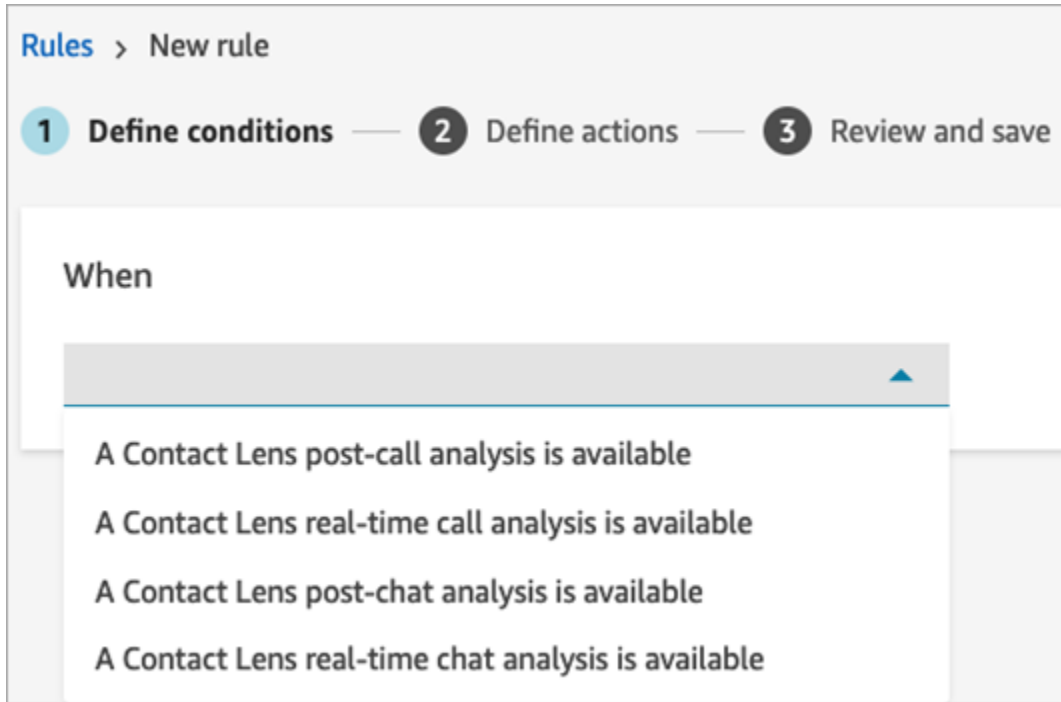 Rules > New rule
1 Define conditions 2 Define actions 3 Review and save
When
A Contact Lens post-call analysis is available
A Contact Lens real-time call analysis is available
A Contact Lens post-chat analysis is available
A Contact Lens real-time chat analysis is available